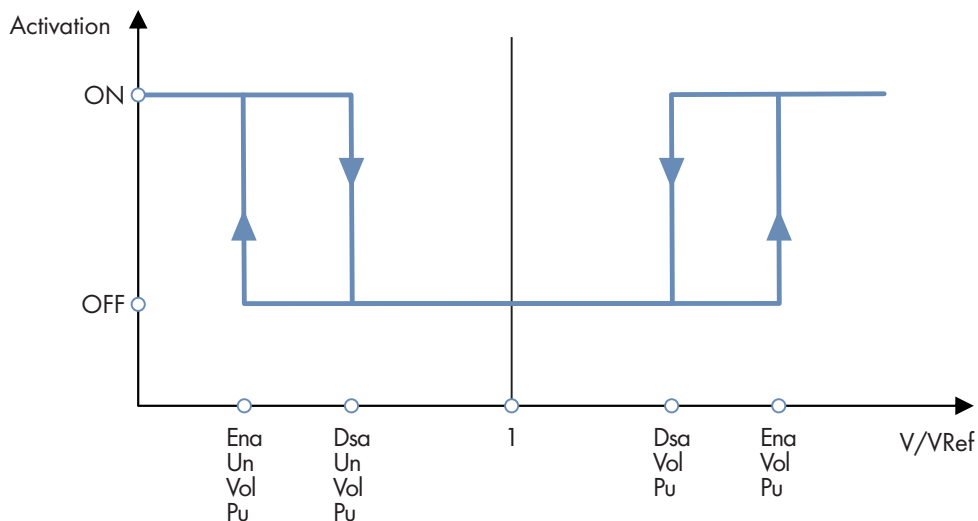 Activation
ON
OFF
Ena
Un
Vol
Pu
Dsa
Un
Vol
Pu
1
Dsa
Vol
Pu
Ena
Vol
Pu
V/VRef